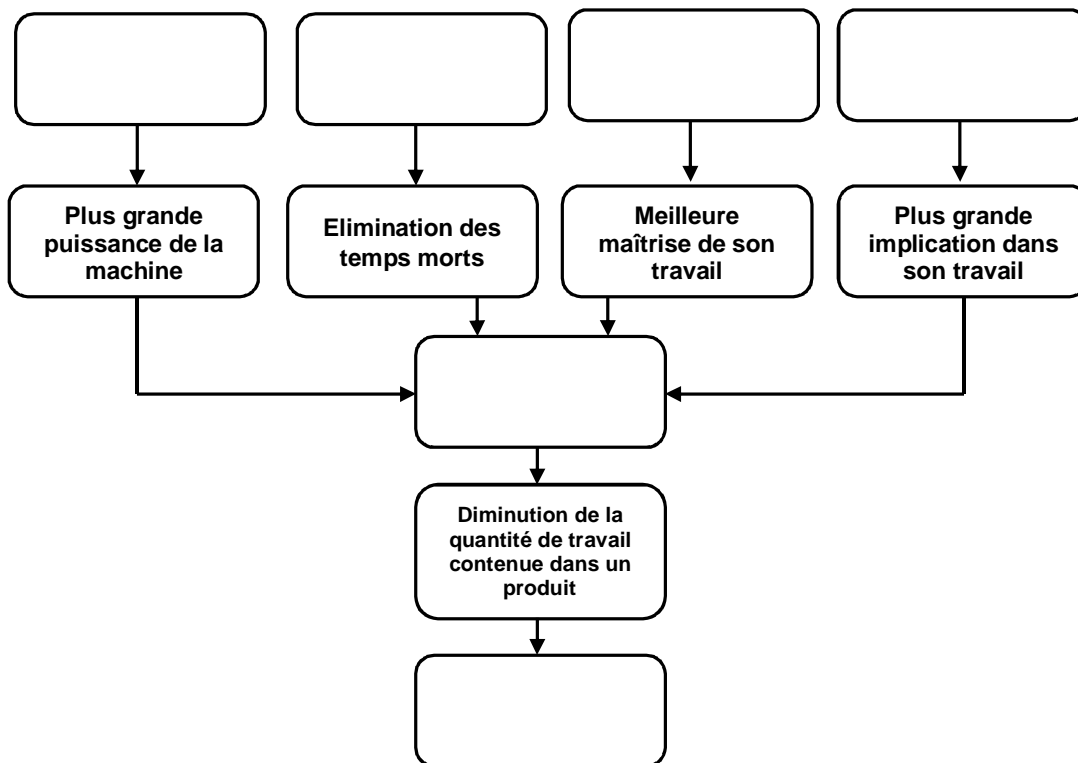 Plus grande
puissance de la
machine
Elimination des
temps morts
Meilleure
maîtrise de son
travail
Plus grande
implication dans
son travail
Diminution de la
quantité de travail
contenue dans un
produit